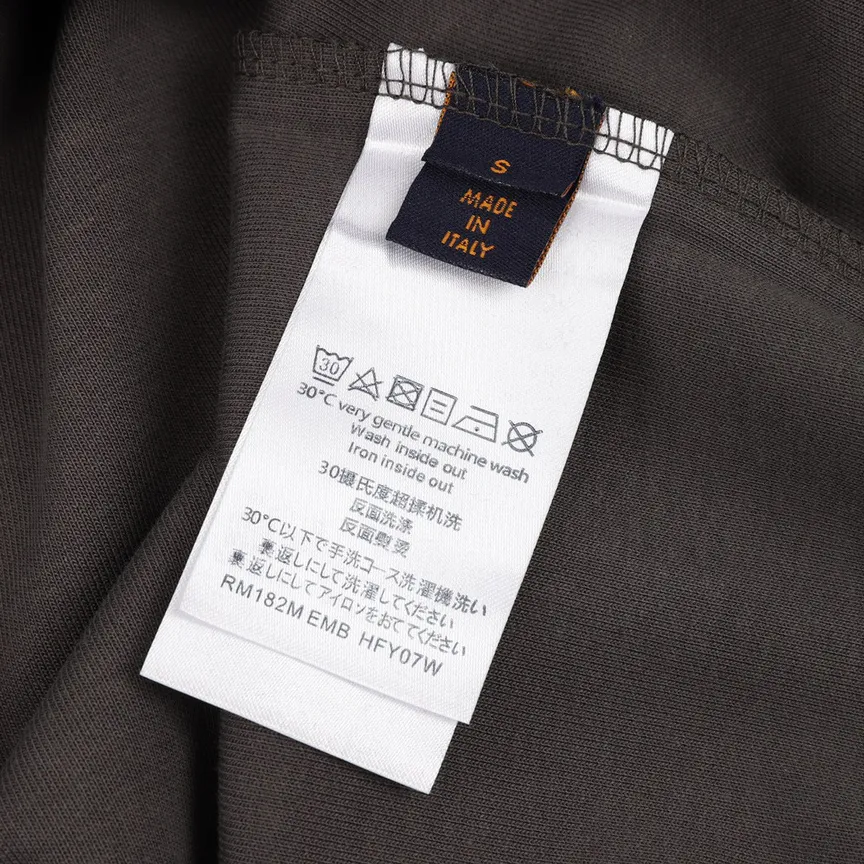 S
MADE
IN
ITALY
30
30°C very gentle machine wash
Wash inside out
Iron inside out
30摄氏度超揉机洗
反面洗涤
反面熨烫
30°C以下で手洗コース洗濯機洗い
裏返しにして洗濯してください
裏返しにしてアイロンをおててください
RM182M EMB HFY07W